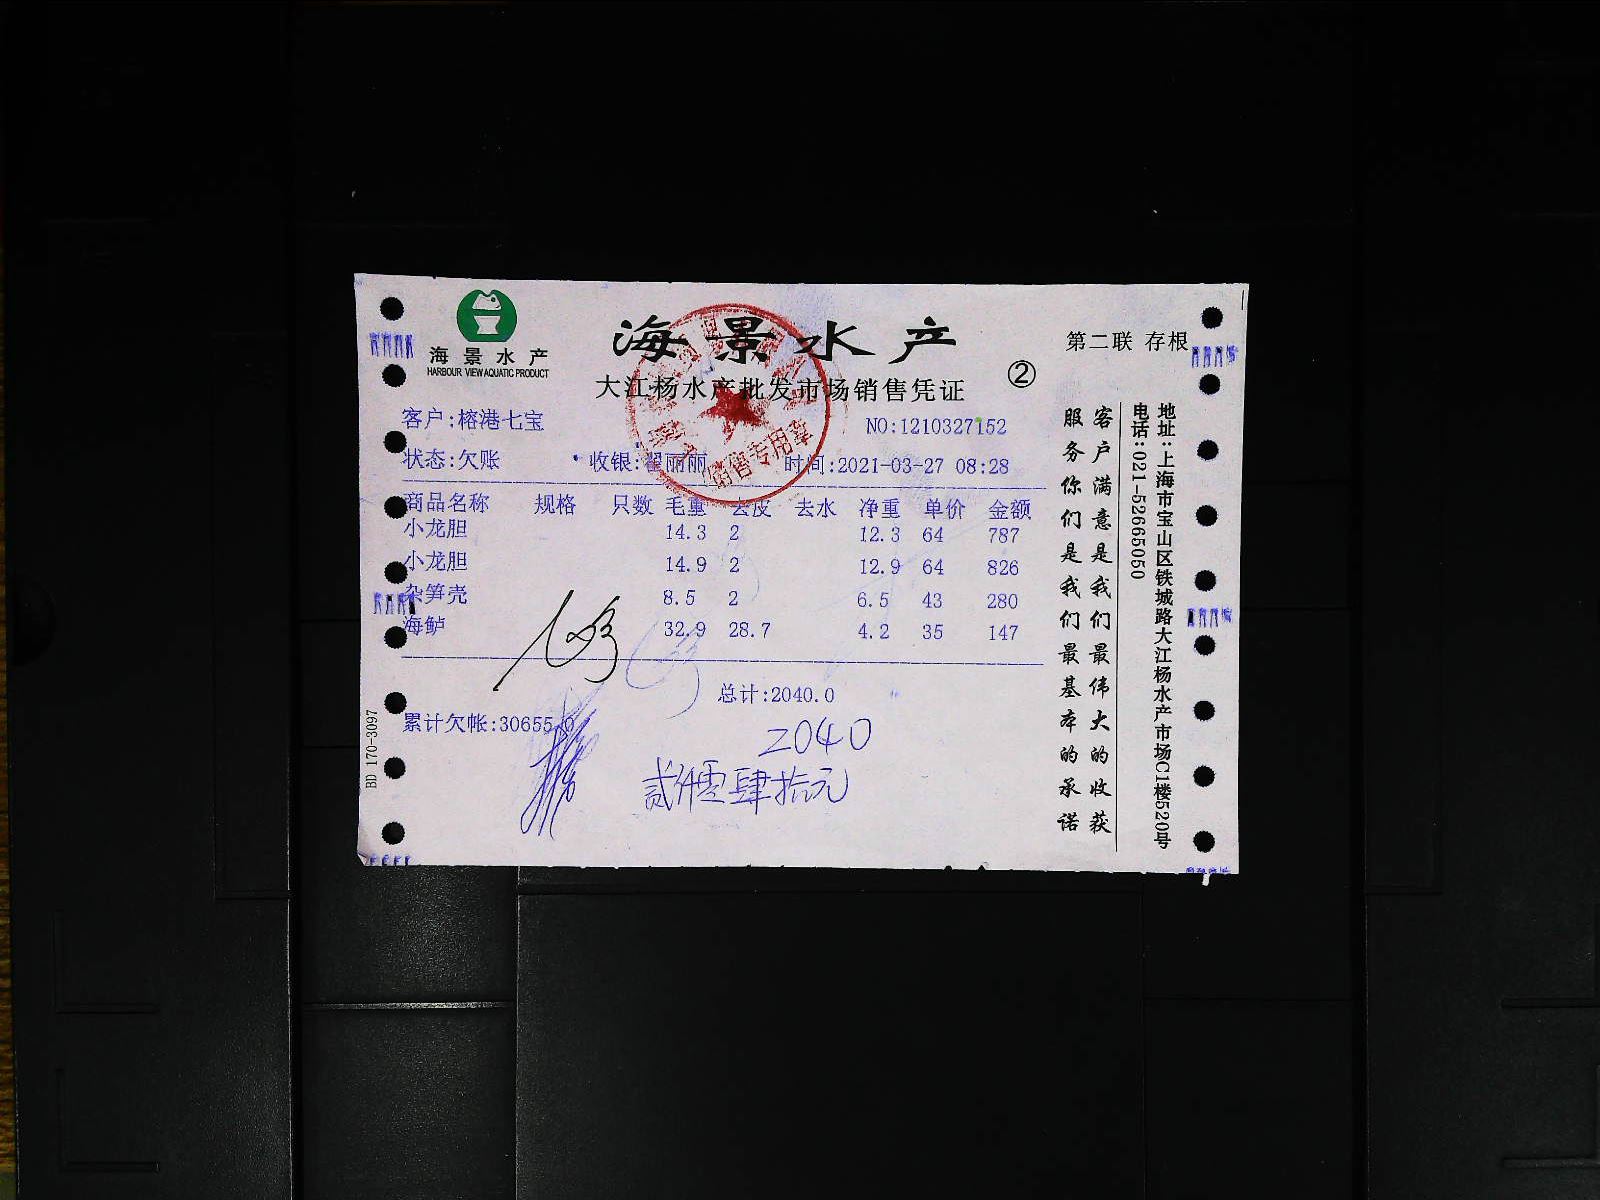 海景水产
HARBOUR VIEW AQUATIC PRODUCT
海景水产
大江杨水产批发市场销售凭证
②
第二联 存根
客户:榕港七宝
NO:1210327152
状态:欠账 收银:翟丽丽 时间:2021-03-27 08:28
销售专用章
商品名称 规格 只数 毛重 去皮 去水 净重 单价 金额
小龙胆 14.3 2 12.3 64 787
小龙胆 14.9 2 12.9 64 826
杂笋壳 8.5 2 6.5 43 280
海鲈 32.9 28.7 4.2 35 147
总计:2040.0
累计欠帐:30655.0
2040
贰仟零肆拾元
BD 170-3097
客户满意是我们最伟大的收获
服务你们是我们最基本的承诺
地址:上海市宝山区铁城路大江杨水产市场C1楼520号
电话:021-52665050